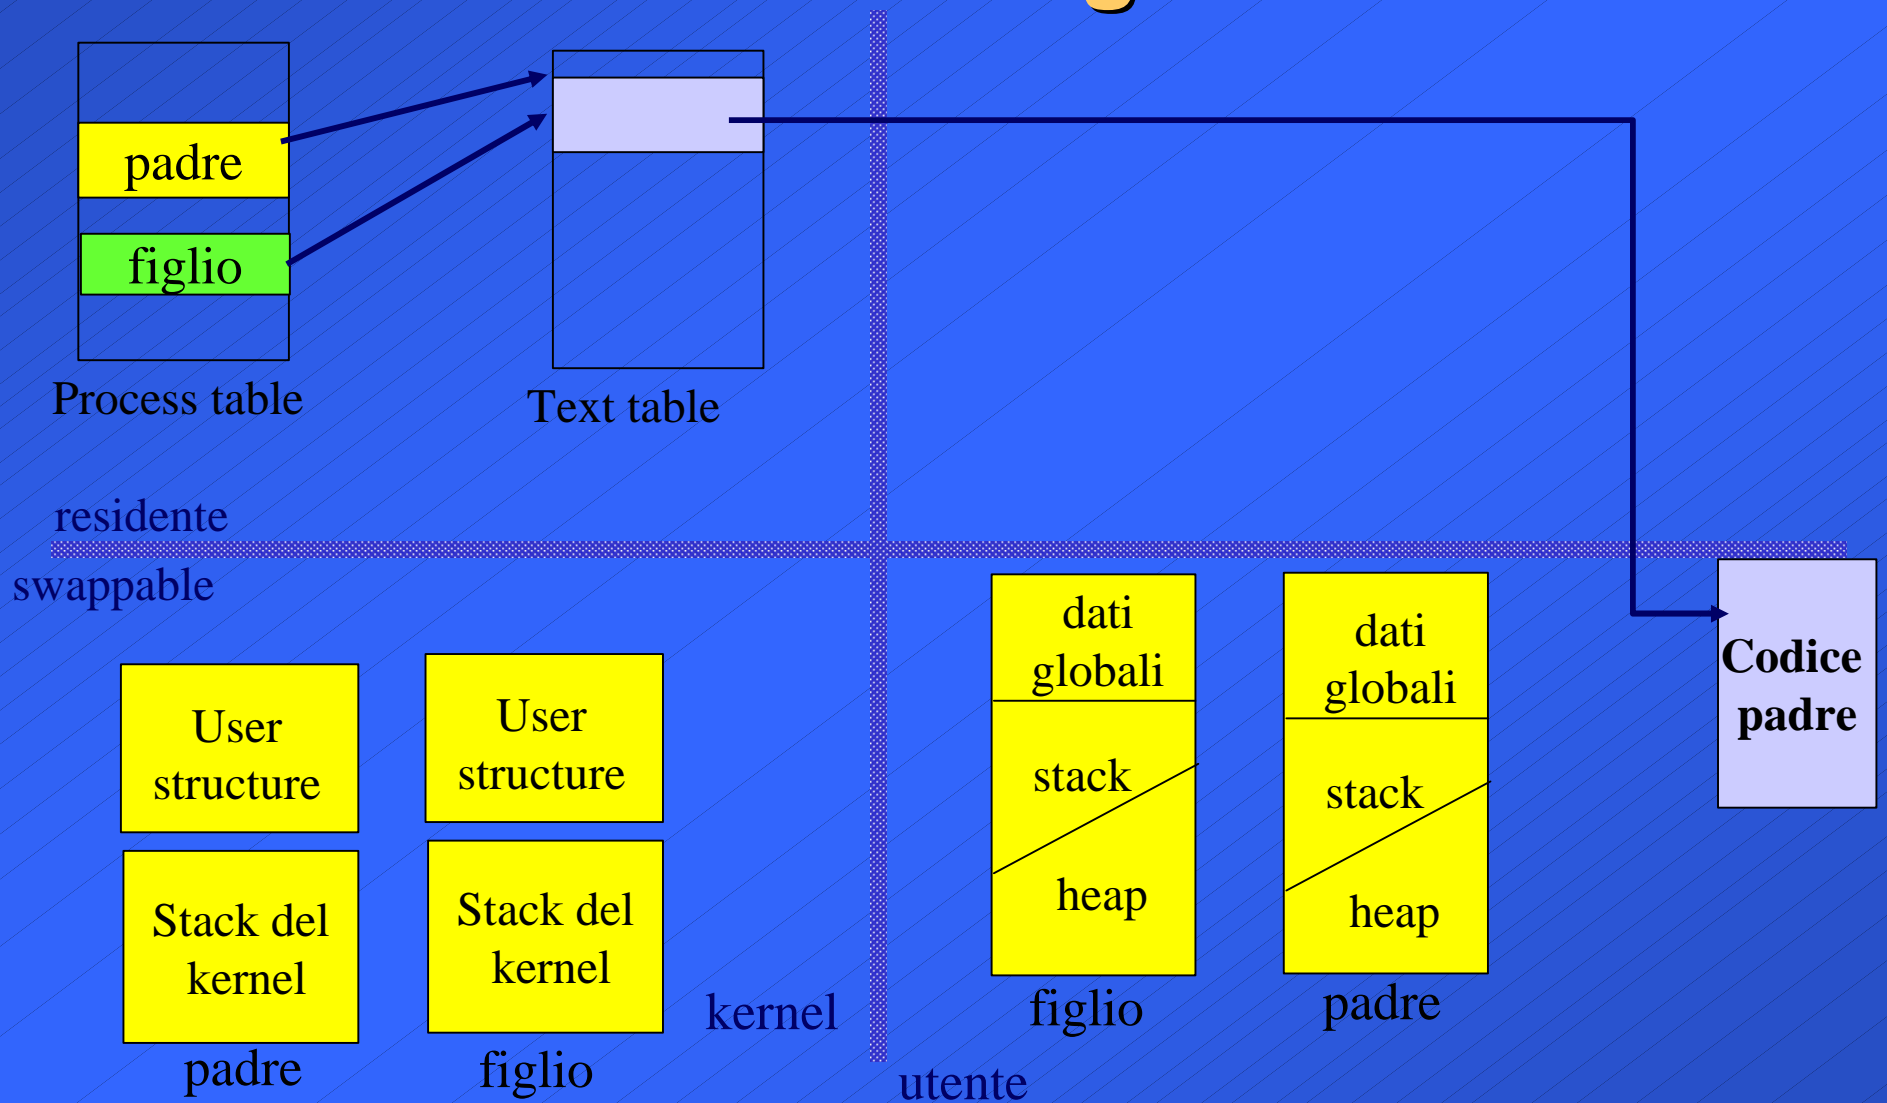 padre
figlio
Process table
Text table
residente
swappable
User
structure
Stack del
kernel
padre
User
structure
Stack del
kernel
figlio
kernel
utente
dati
globali
stack
heap
figlio
dati
globali
stack
heap
padre
Codice
padre